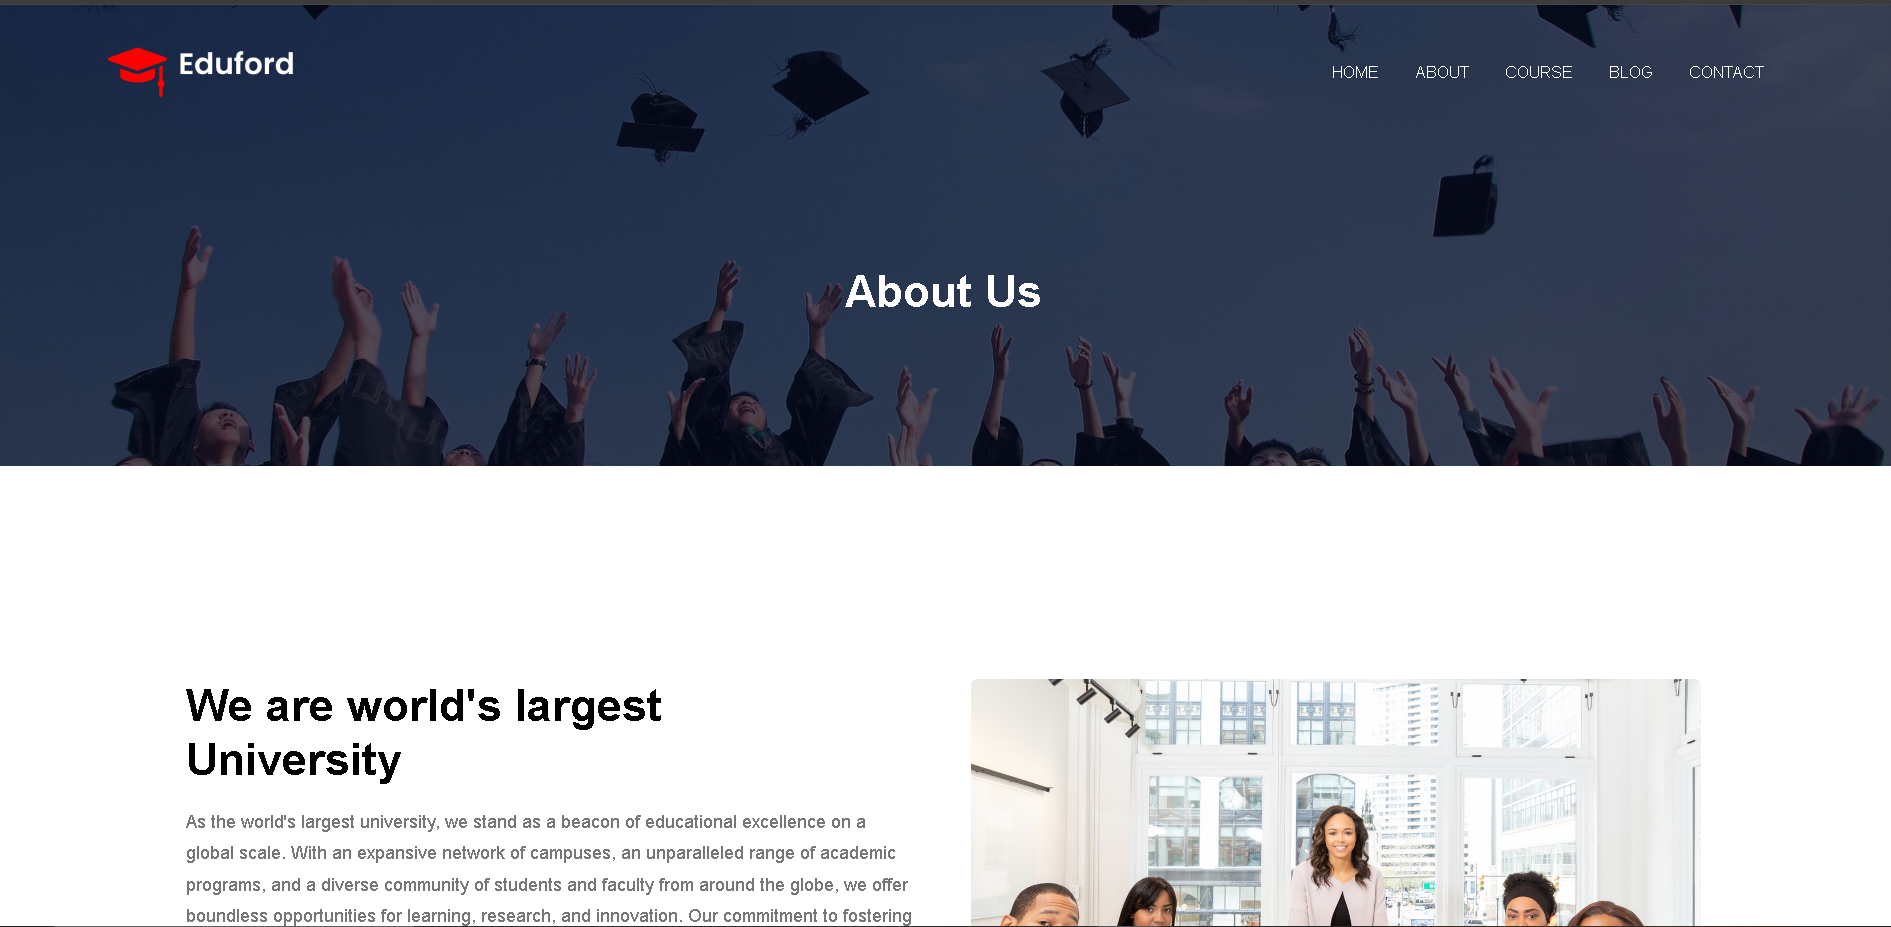 Eduford
HOME ABOUT COURSE BLOG CONTACT
About Us
We are world's largest
University
As the world's largest university, we stand as a beacon of educational excellence on a
global scale. With an expansive network of campuses, an unparalleled range of academic
programs, and a diverse community of students and faculty from around the globe, we offer
boundless opportunities for learning, research, and innovation. Our commitment to fostering